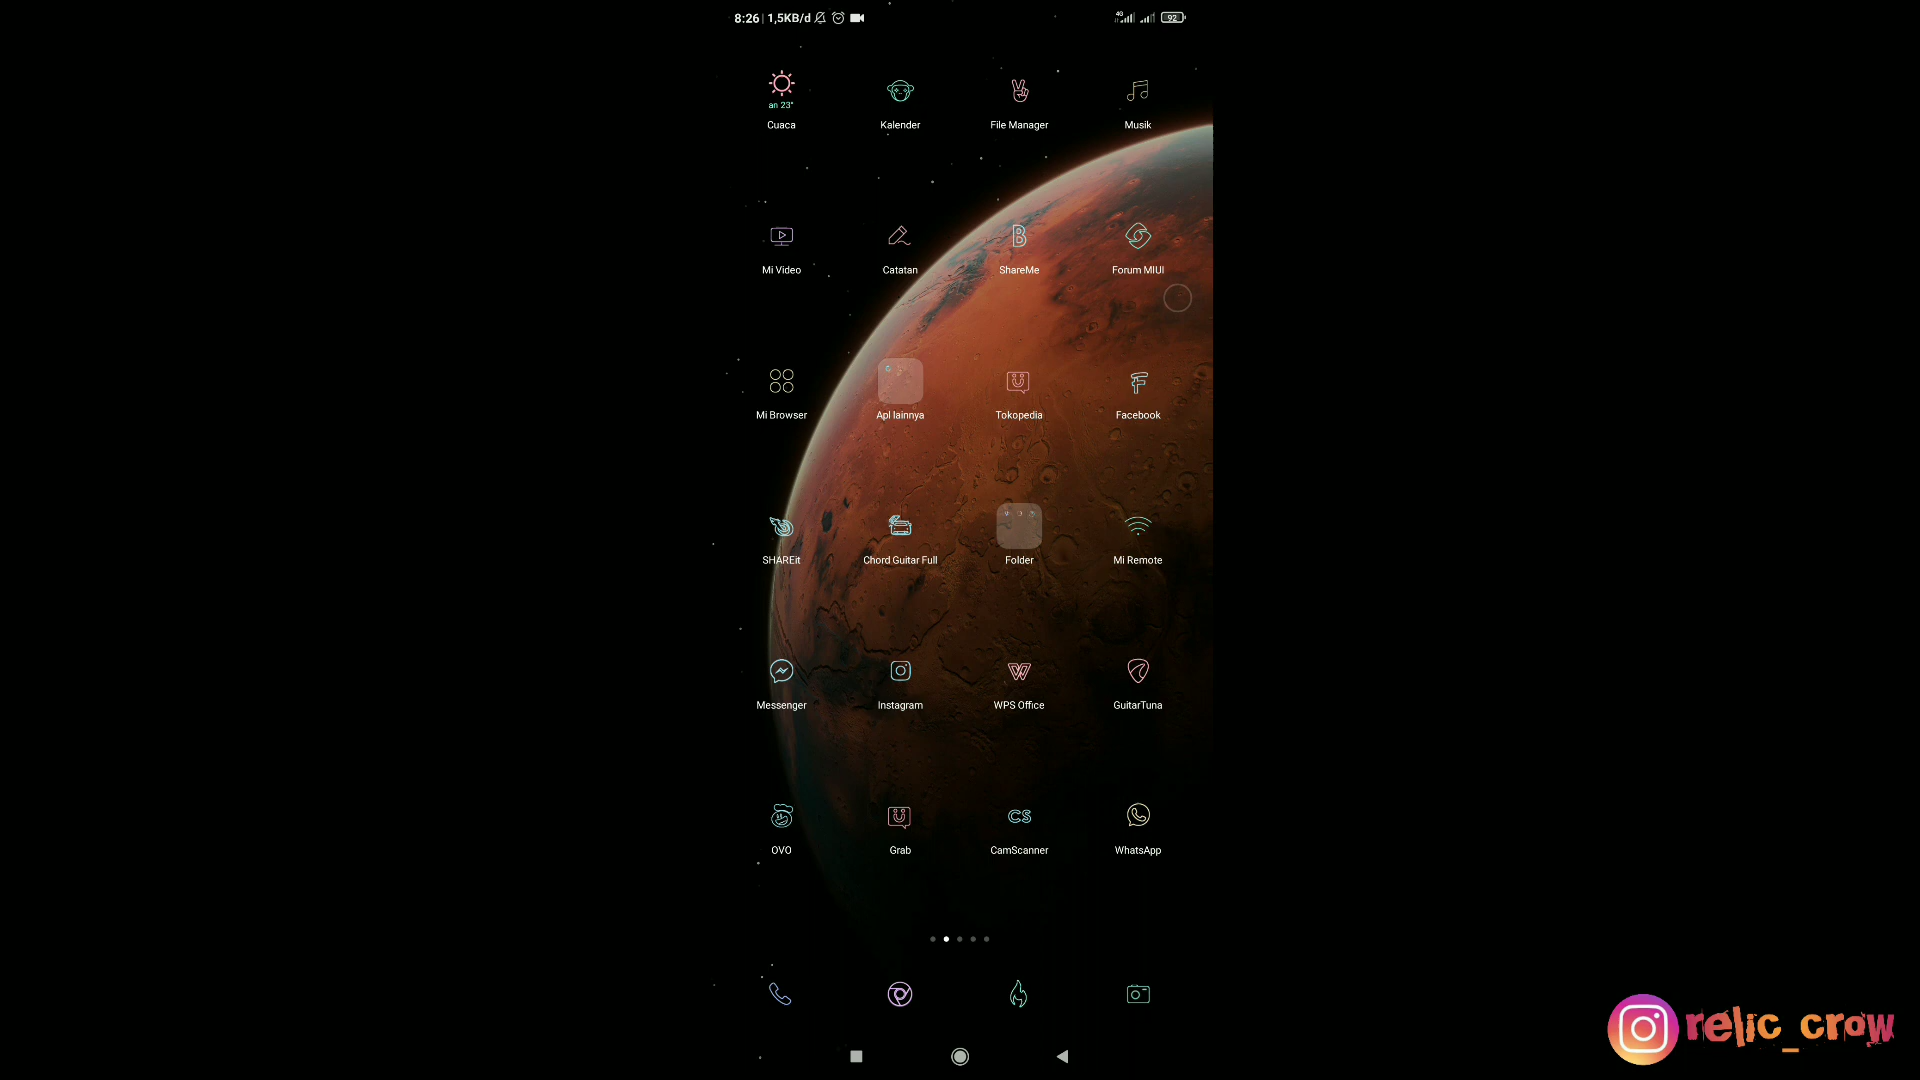 8:26 | 1,5KB/d
4G
92
an 23°
Cuaca
Kalender
File Manager
Musik
Mi Video
Catatan
ShareMe
Forum MIUI
Mi Browser
Apl lainnya
Tokopedia
Facebook
SHAREit
Chord Guitar Full
Folder
Mi Remote
Messenger
Instagram
WPS Office
GuitarTuna
CS
OVO
Grab
CamScanner
WhatsApp
relic_crow